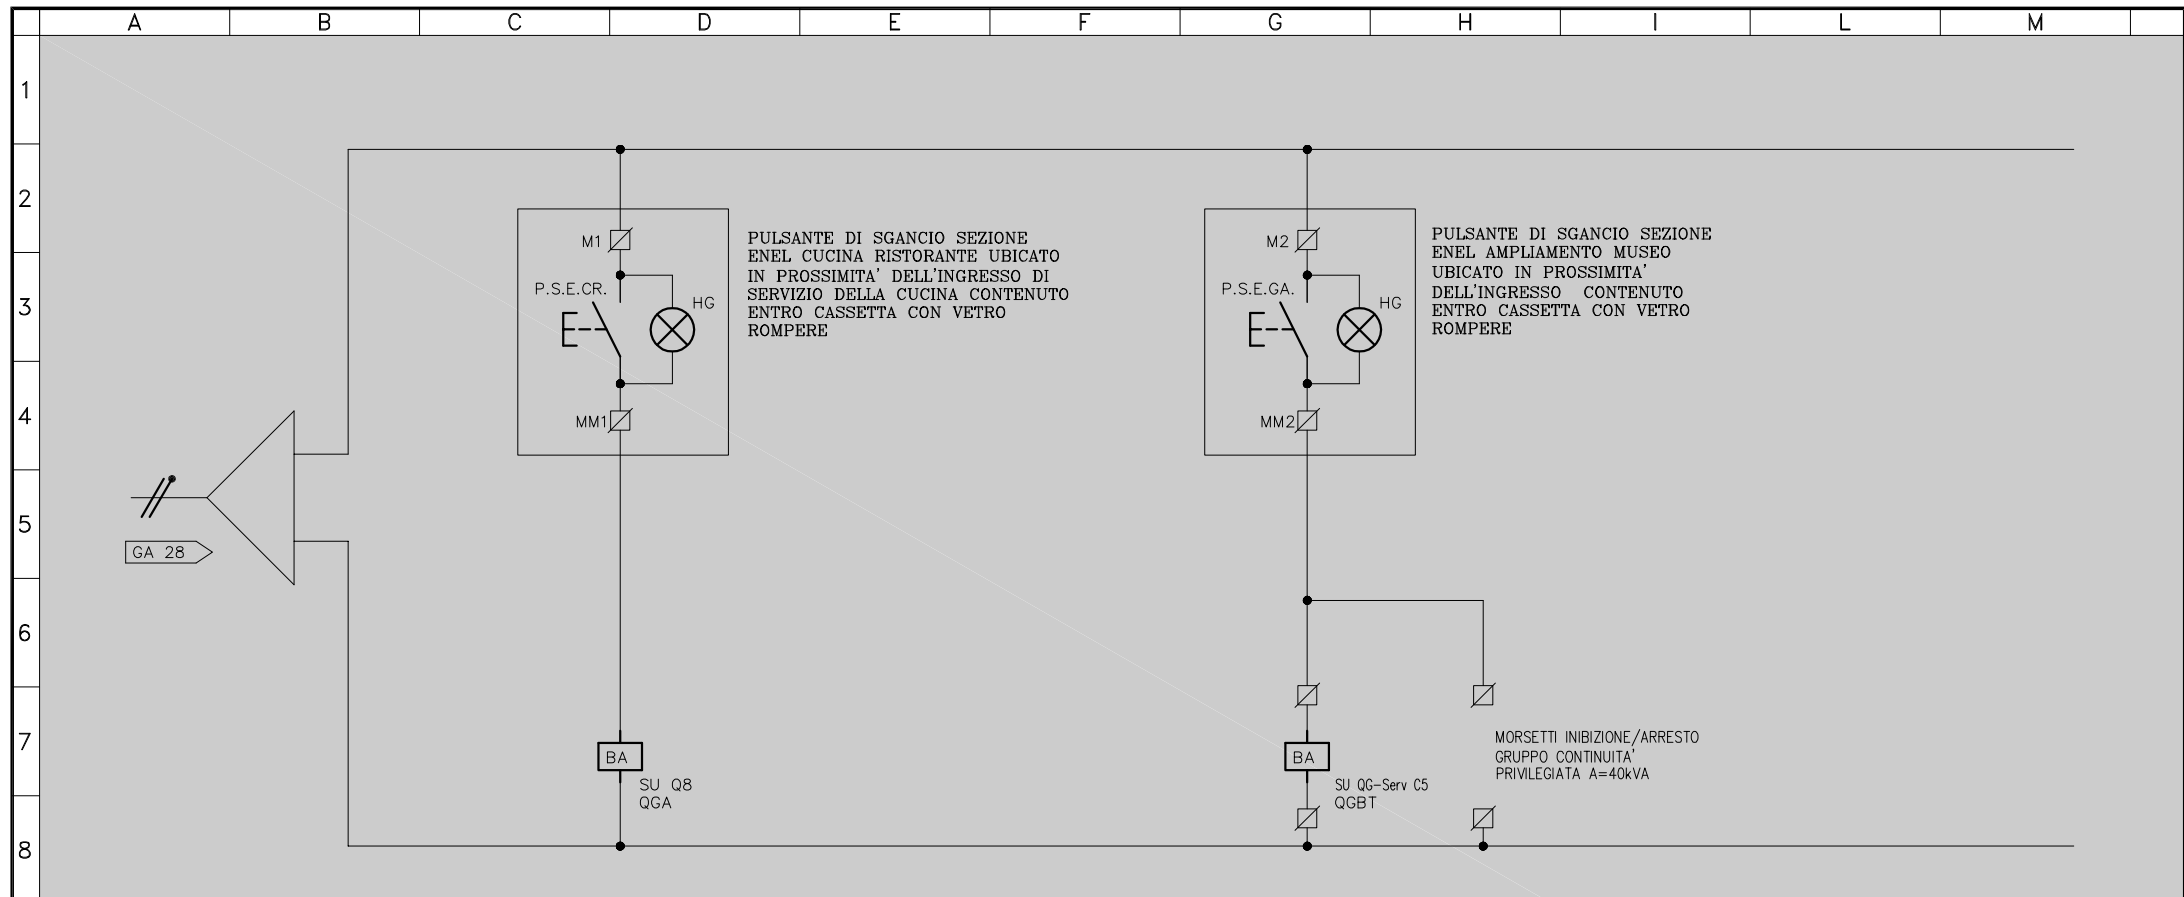 A B C D E F G H I L M
1
2
3
4
5
6
7
8
M1
P.S.E.CR.
HG
MM1
PULSANTE DI SGANCIO SEZIONE
ENEL CUCINA RISTORANTE UBICATO
IN PROSSIMITA' DELL'INGRESSO DI
SERVIZIO DELLA CUCINA CONTENUTO
ENTRO CASSETTA CON VETRO
ROMPERE
M2
P.S.E.GA.
HG
MM2
PULSANTE DI SGANCIO SEZIONE
ENEL AMPLIAMENTO MUSEO
UBICATO IN PROSSIMITA'
DELL'INGRESSO CONTENUTO
ENTRO CASSETTA CON VETRO
ROMPERE
GA 28
BA
SU Q8
QGA
BA
SU QG-Serv C5
QGBT
MORSETTI INIBIZIONE/ARRESTO
GRUPPO CONTINUITA'
PRIVILEGIATA A=40kVA